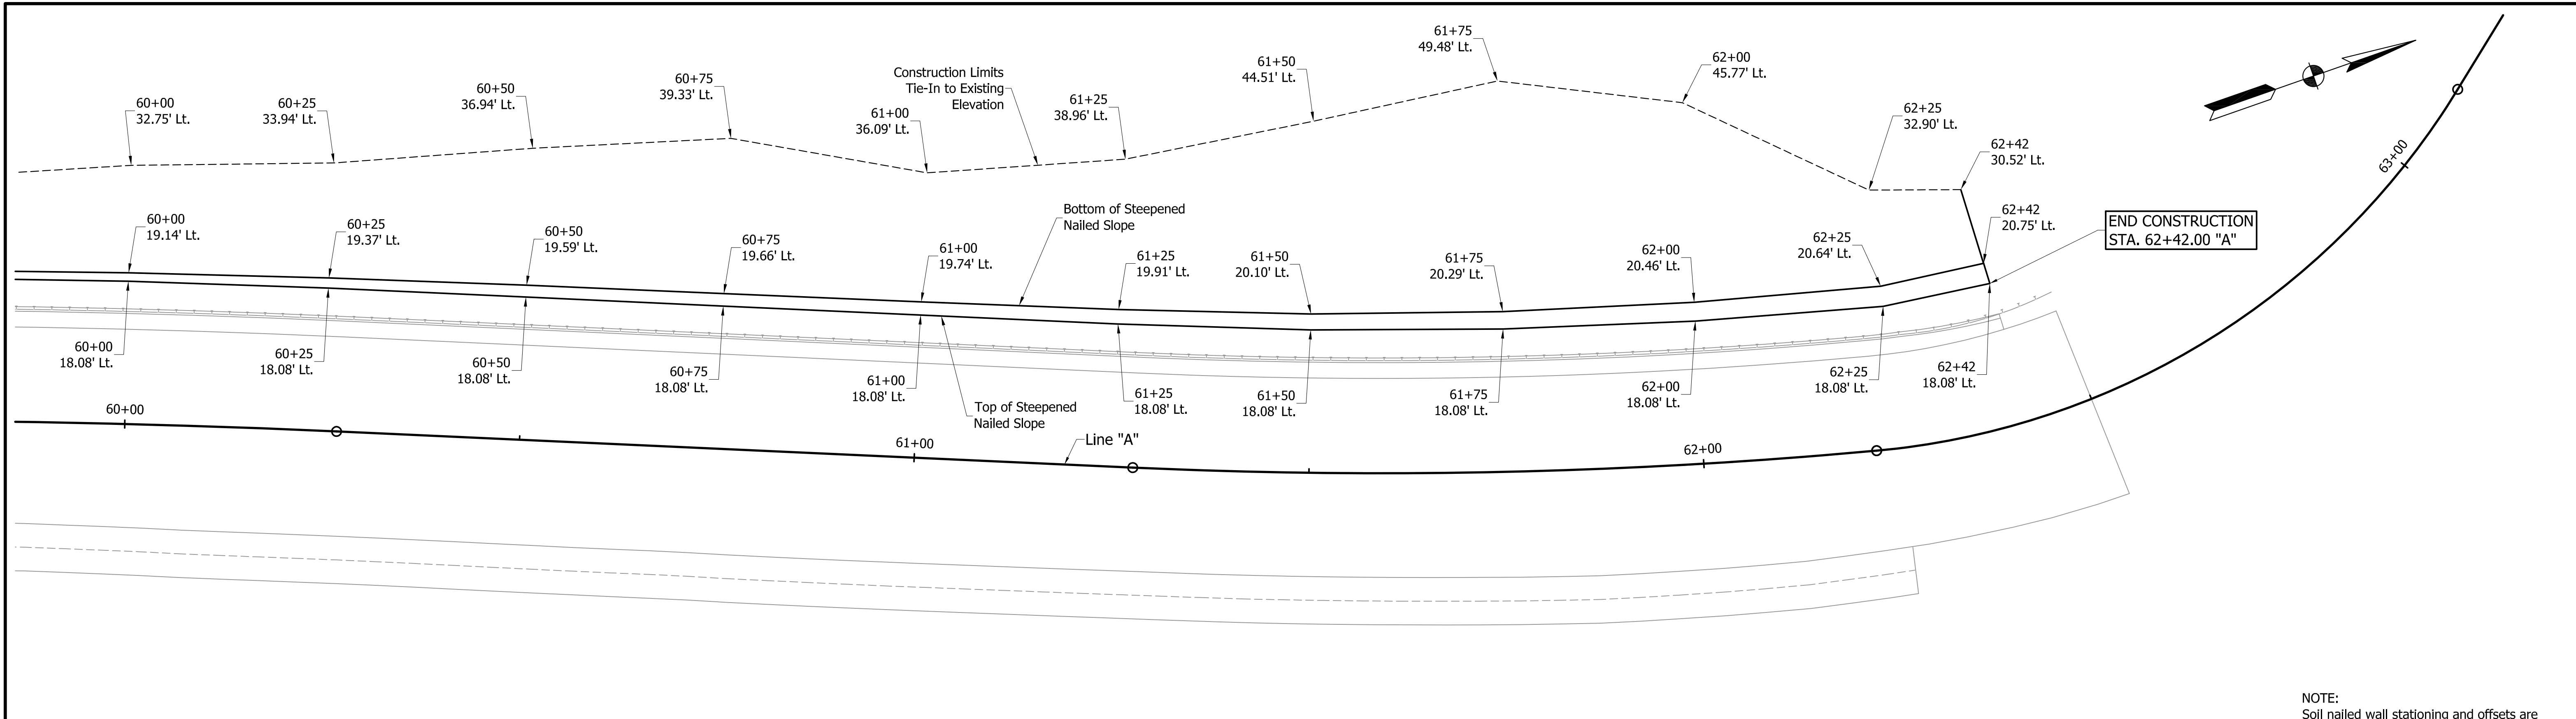 60+00
32.75' Lt.
60+25
33.94' Lt.
60+50
36.94' Lt.
60+75
39.33' Lt.
Construction Limits
Tie-In to Existing
Elevation
61+00
36.09' Lt.
61+25
38.96' Lt.
61+50
44.51' Lt.
61+75
49.48' Lt.
62+00
45.77' Lt.
62+25
32.90' Lt.
62+42
30.52' Lt.
63+00
60+00
19.14' Lt.
60+25
19.37' Lt.
60+50
19.59' Lt.
60+75
19.66' Lt.
61+00
19.74' Lt.
Bottom of Steepened
Nailed Slope
61+25
19.91' Lt.
61+50
20.10' Lt.
61+75
20.29' Lt.
62+00
20.46' Lt.
62+25
20.64' Lt.
62+42
20.75' Lt.
END CONSTRUCTION
STA. 62+42.00 "A"
60+00
18.08' Lt.
60+25
18.08' Lt.
60+50
18.08' Lt.
60+75
18.08' Lt.
61+00
18.08' Lt.
Top of Steepened
Nailed Slope
61+25
18.08' Lt.
61+50
18.08' Lt.
61+75
18.08' Lt.
62+00
18.08' Lt.
62+25
18.08' Lt.
62+42
18.08' Lt.
60+00
61+00
Line "A"
62+00
NOTE:
Soil nailed wall stationing and offsets are